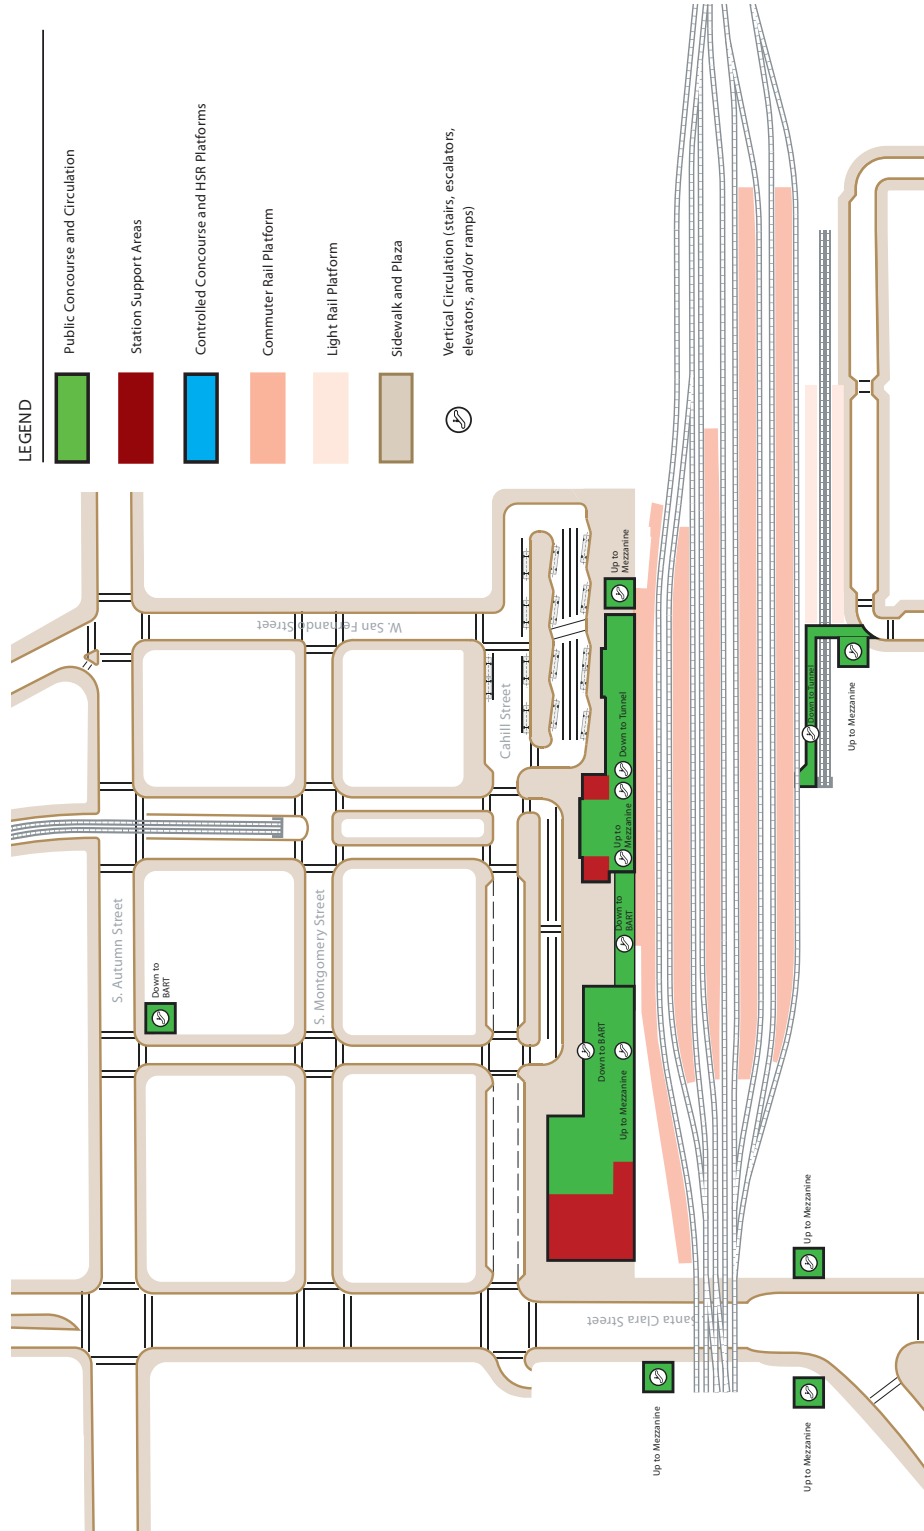 LEGEND
Public Concourse and Circulation
Station Support Areas
Controlled Concourse and HSR Platforms
Commuter Rail Platform
Light Rail Platform
Sidewalk and Plaza
Vertical Circulation (stairs, escalators,
elevators, and/or ramps)
W. San Fernando Street
Cahill Street
S. Autumn Street
S. Montgomery Street
Santa Clara Street
Down to
BART
Up to
Mezzanine
Down to Tunnel
Up to
Mezzanine
Down to
BART
Down to BART
Up to Mezzanine
Down to Tunnel
Up to Mezzanine
Up to Mezzanine
Up to Mezzanine
Up to Mezzanine